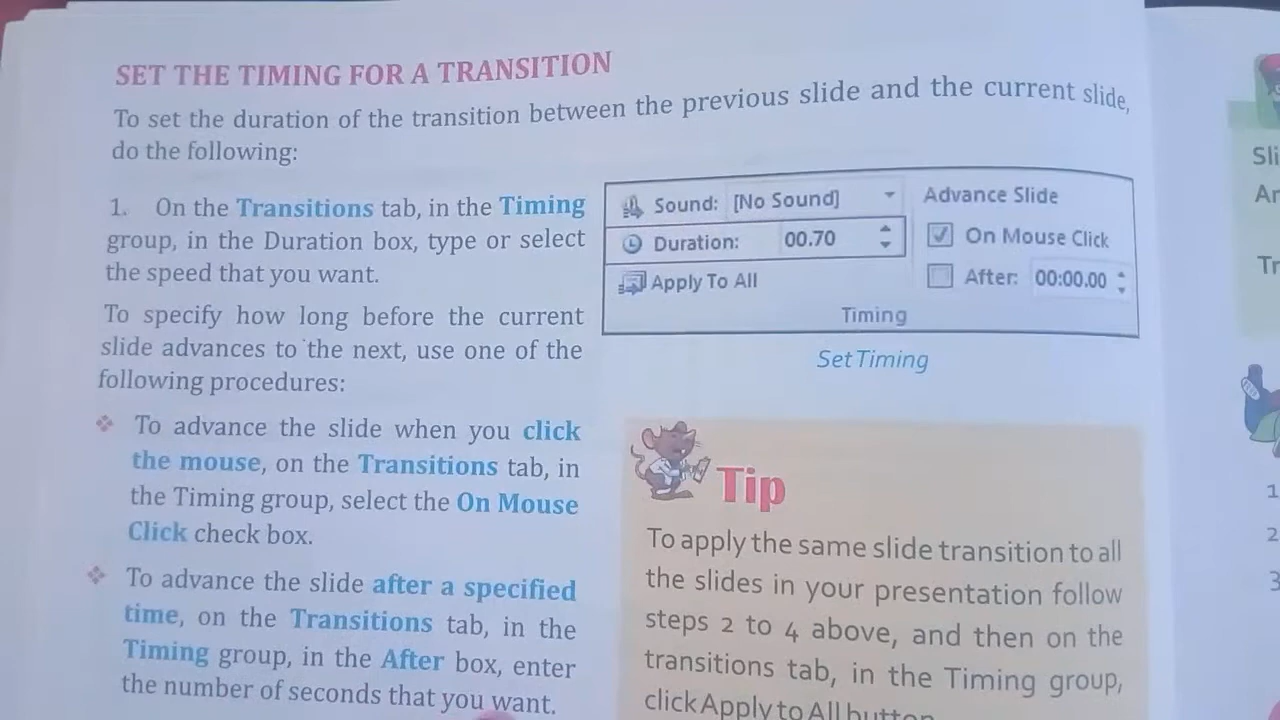 SET THE TIMING FOR A TRANSITION
To set the duration of the transition between the previous slide and the current slide,
do the following:
1. On the Transitions tab, in the Timing
group, in the Duration box, type or select
the speed that you want.
To specify how long before the current
slide advances to the next, use one of the
following procedures:
❖ To advance the slide when you click
the mouse, on the Transitions tab, in
the Timing group, select the On Mouse
Click check box.
❖ To advance the slide after a specified
time, on the Transitions tab, in the
Timing group, in the After box, enter
the number of seconds that you want.
Sound: [No Sound]
Duration: 00.70
Apply To All
Advance Slide
On Mouse Click
After: 00:00.00
Timing
Set Timing
Tip
To apply the same slide transition to all
the slides in your presentation follow
steps 2 to 4 above, and then on the
transitions tab, in the Timing group,
click Apply to All button
Sli
Ar
Tr
1
2
3